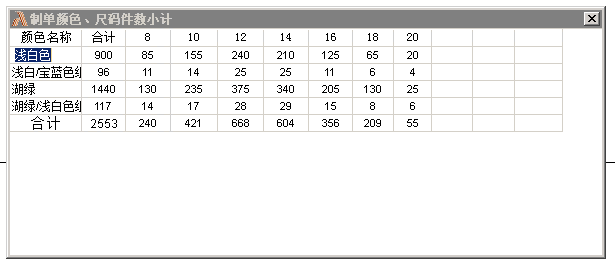 制单颜色、尺码件数小计
颜色名称 合计 8 10 12 14 16 18 20
浅白色 900 85 155 240 210 125 65 20
浅白/宝蓝色 96 11 14 25 25 11 6 4
湖绿 1440 130 235 375 340 205 130 25
湖绿/浅白色 117 14 17 28 29 15 8 6
合计 2553 240 421 668 604 356 209 55